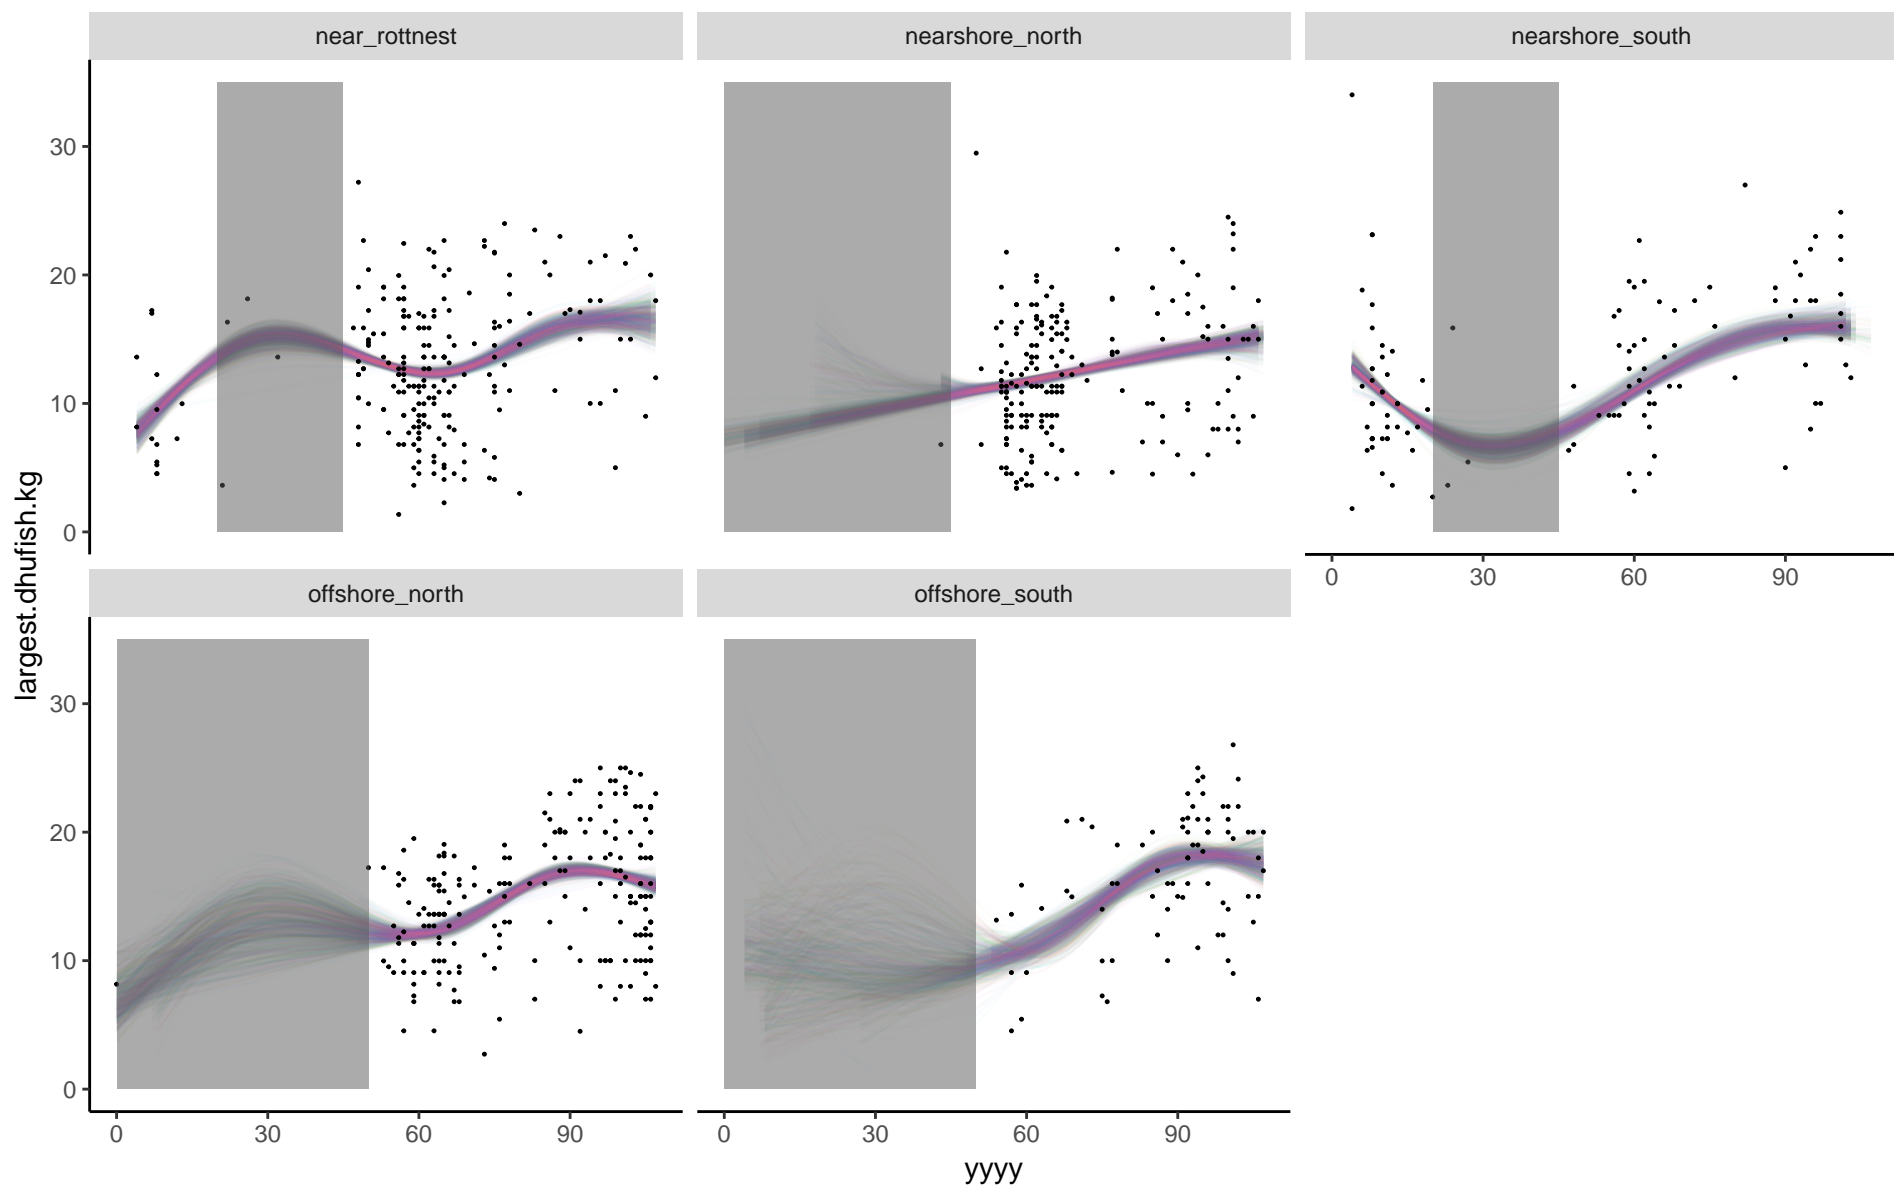 near_rottnest
nearshore_north
nearshore_south
30
20
10
0
0 30 60 90
largest.dhufish.kg
offshore_north
offshore_south
30
20
10
0
0 30 60 90
0 30 60 90
yyyy